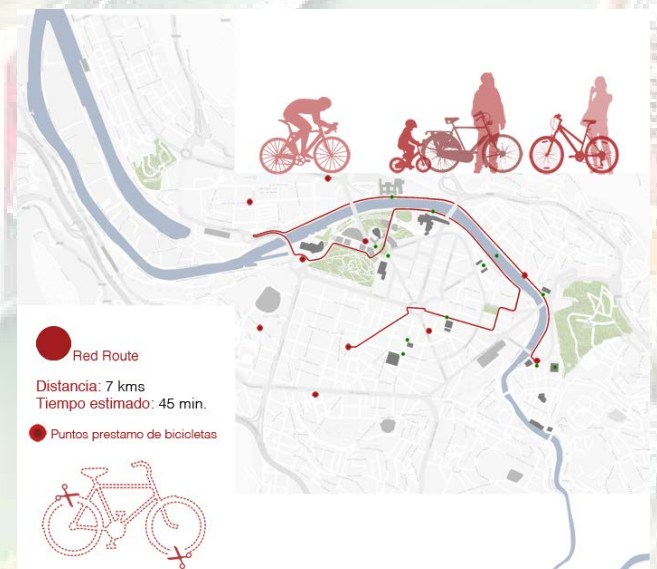 Red Route
Distancia: 7 kms
Tiempo estimado: 45 min.
Puntos prestamo de bicicletas